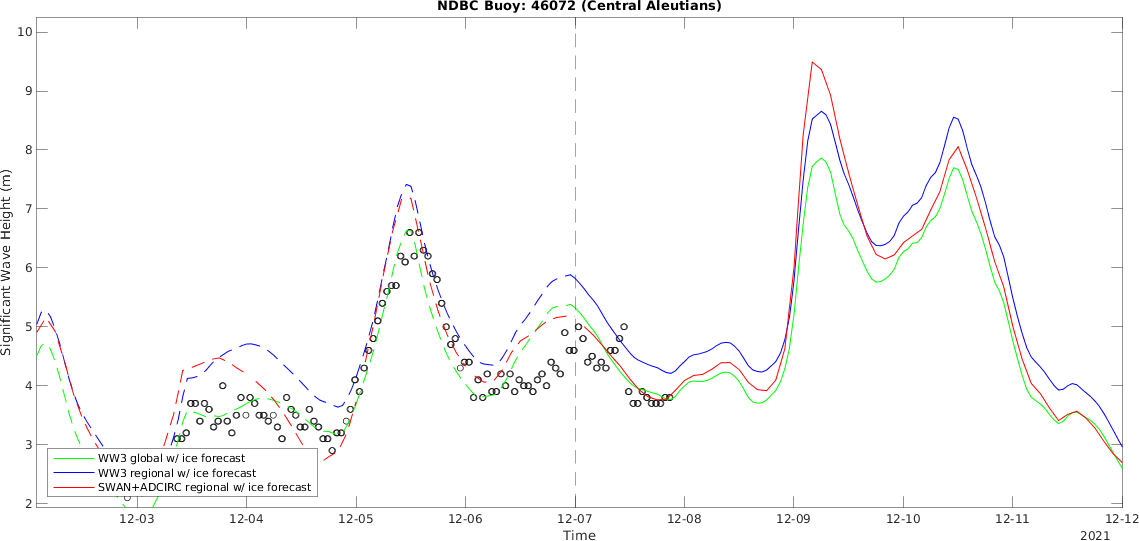 NDBC Buoy: 46072 (Central Aleutians)
10
9
8
7
6
5
4
3
2
Significant Wave Height (m)
WW3 global w/ ice forecast
WW3 regional w/ ice forecast
SWAN+ADCIRC regional w/ ice forecast
12-03 12-04 12-05 12-06 12-07 12-08 12-09 12-10 12-11 12-12
Time
2021